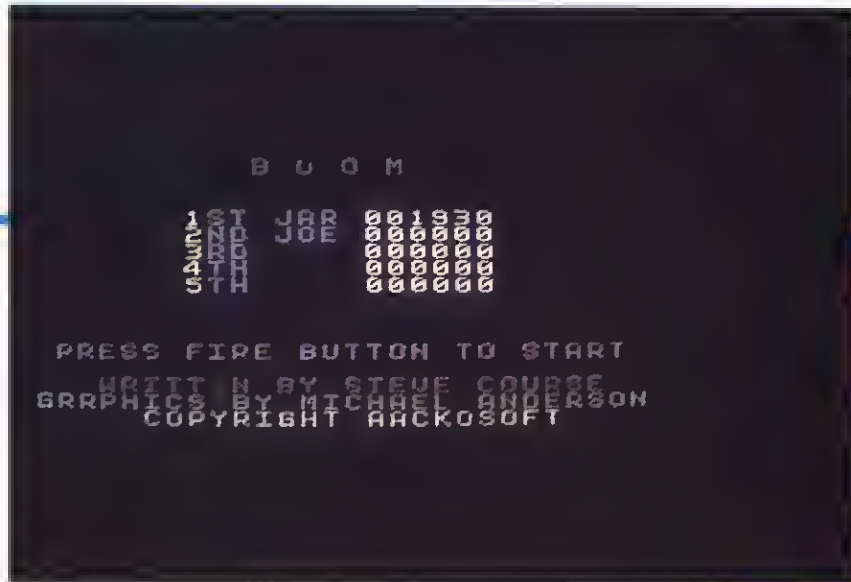 B U O M
1ST JAR 001930
2ND JOE 000000
3RD 000000
4TH 000000
5TH 000000
PRESS FIRE BUTTON TO START
WRITT N BY STEVE COURSE
GRAPHICS BY MICHAEL ANDERSON
COPYRIGHT AACKOSOFT